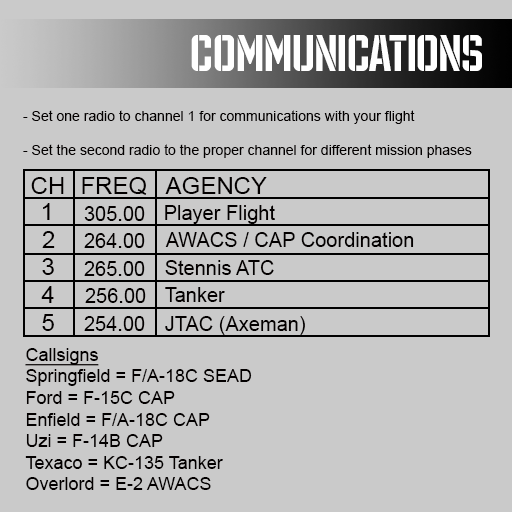 COMMUNICATIONS
- Set one radio to channel 1 for communications with your flight
- Set the second radio to the proper channel for different mission phases
CH FREQ AGENCY
1 305.00 Player Flight
2 264.00 AWACS / CAP Coordination
3 265.00 Stennis ATC
4 256.00 Tanker
5 254.00 JTAC (Axeman)
Callsigns
Springfield = F/A-18C SEAD
Ford = F-15C CAP
Enfield = F/A-18C CAP
Uzi = F-14B CAP
Texaco = KC-135 Tanker
Overlord = E-2 AWACS